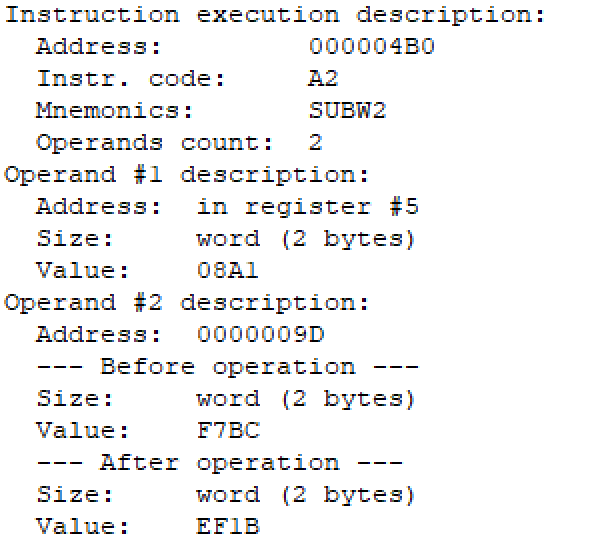 Instruction execution description:
  Address:         000004B0
  Instr. code:     A2
  Mnemonics:       SUBW2
  Operands count:  2
Operand #1 description:
  Address:  in register #5
  Size:     word (2 bytes)
  Value:    08A1
Operand #2 description:
  Address:  0000009D
  --- Before operation ---
  Size:     word (2 bytes)
  Value:    F7BC
  --- After operation ---
  Size:     word (2 bytes)
  Value:    EF1B